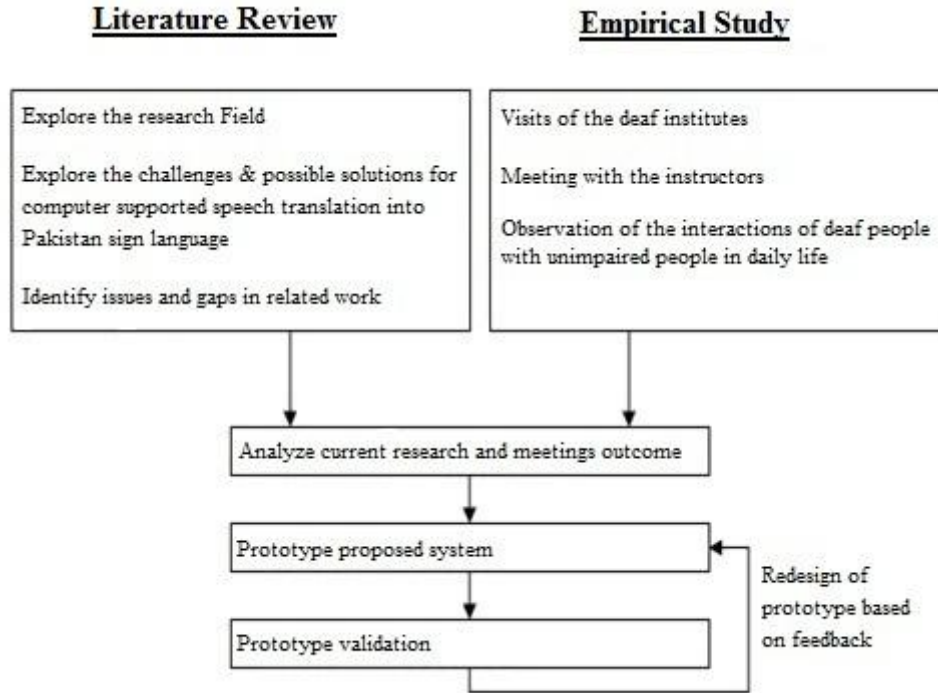 Literature Review
Empirical Study
Explore the research Field
Explore the challenges & possible solutions for
computer supported speech translation into
Pakistan sign language
Identify issues and gaps in related work
Visits of the deaf institutes
Meeting with the instructors
Observation of the interactions of deaf people
with unimpaired people in daily life
Analyze current research and meetings outcome
Prototype proposed system
Prototype validation
Redesign of
prototype based
on feedback